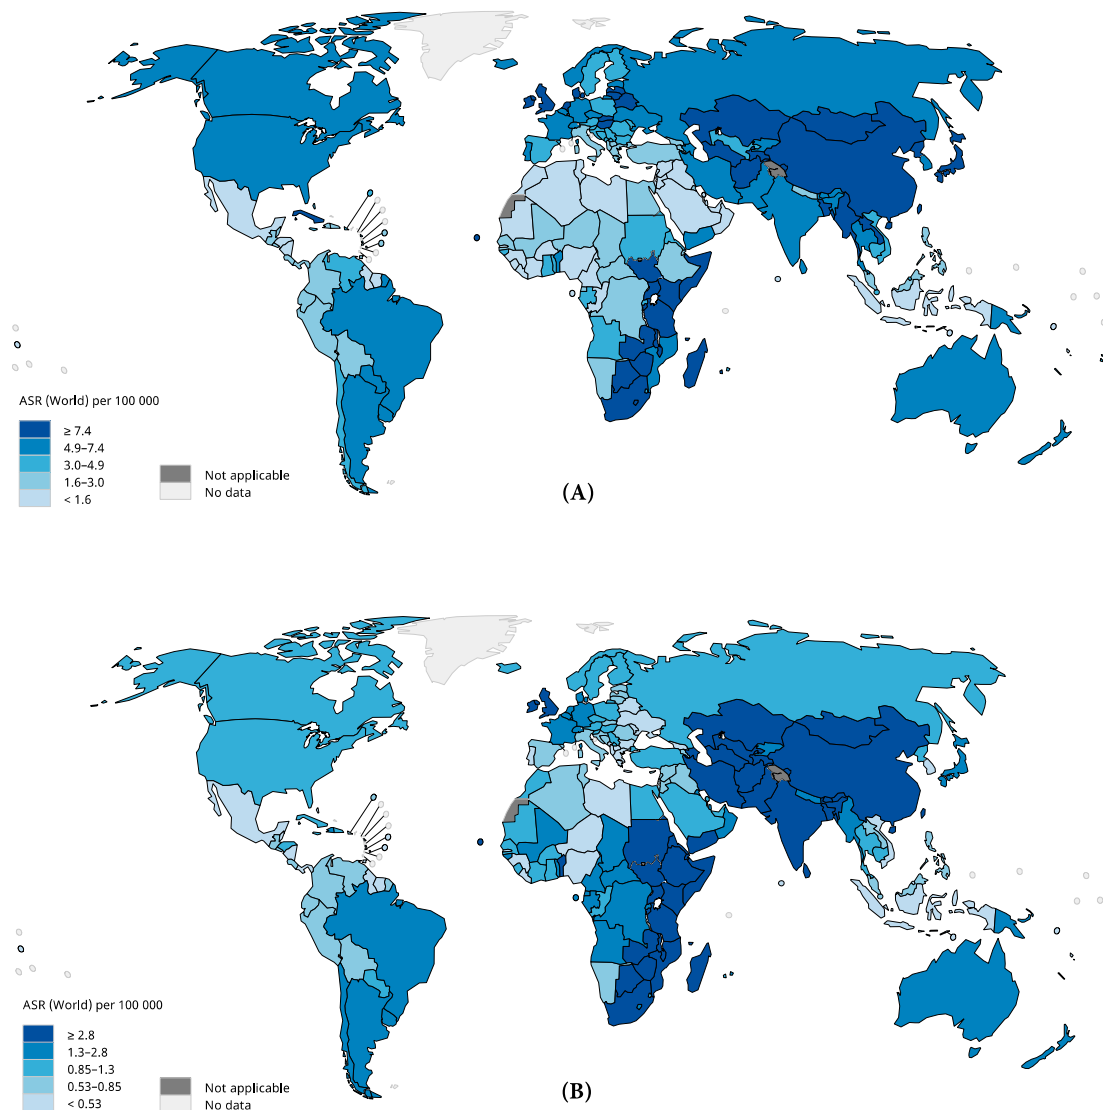 ASR (World) per 100 000
≥ 7.4
4.9–7.4
3.0–4.9
1.6–3.0
< 1.6
Not applicable
No data
(A)
ASR (World) per 100 000
≥ 2.8
1.3–2.8
0.85–1.3
0.53–0.85
< 0.53
Not applicable
No data
(B)